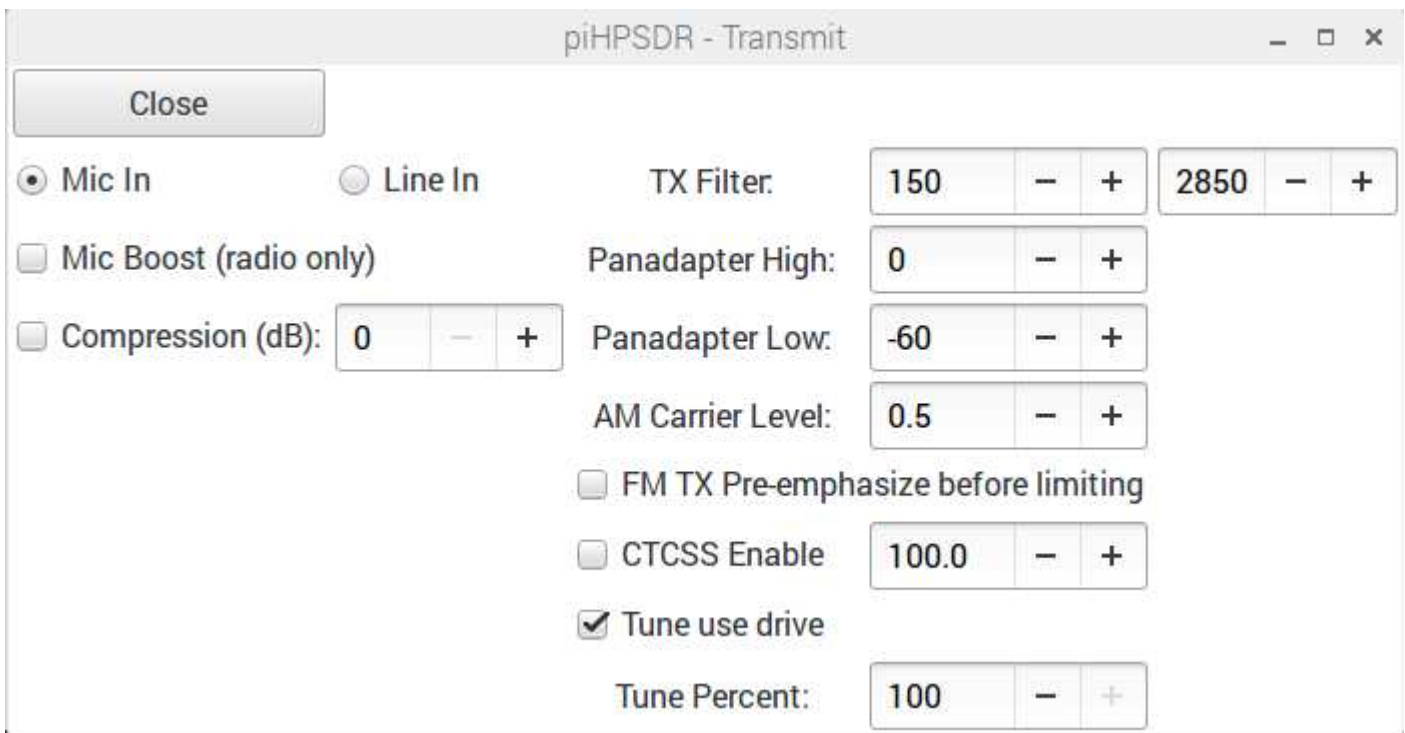 piHPSDR - Transmit
Close
Mic In Line In TX Filter: 150 − + 2850 − +
Mic Boost (radio only) Panadapter High: 0 − +
Compression (dB): 0 − + Panadapter Low: -60 − +
AM Carrier Level: 0.5 − +
FM TX Pre-emphasize before limiting
CTCSS Enable 100.0 − +
Tune use drive
Tune Percent: 100 − +